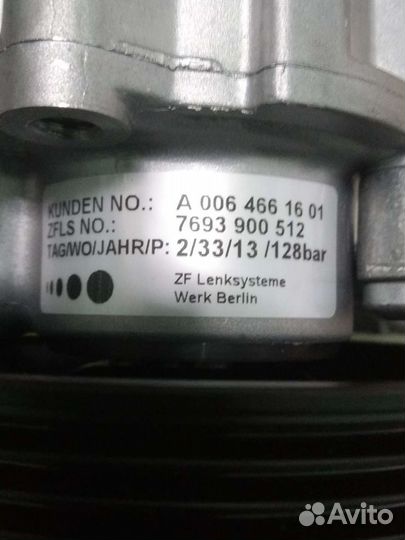 KUNDEN NO.: A 006 466 16 01
ZFLS NO.: 7693 900 512
TAG/WO/JAHR/P: 2/33/13 /128bar
ZF Lenksysteme
Werk Berlin
Avito